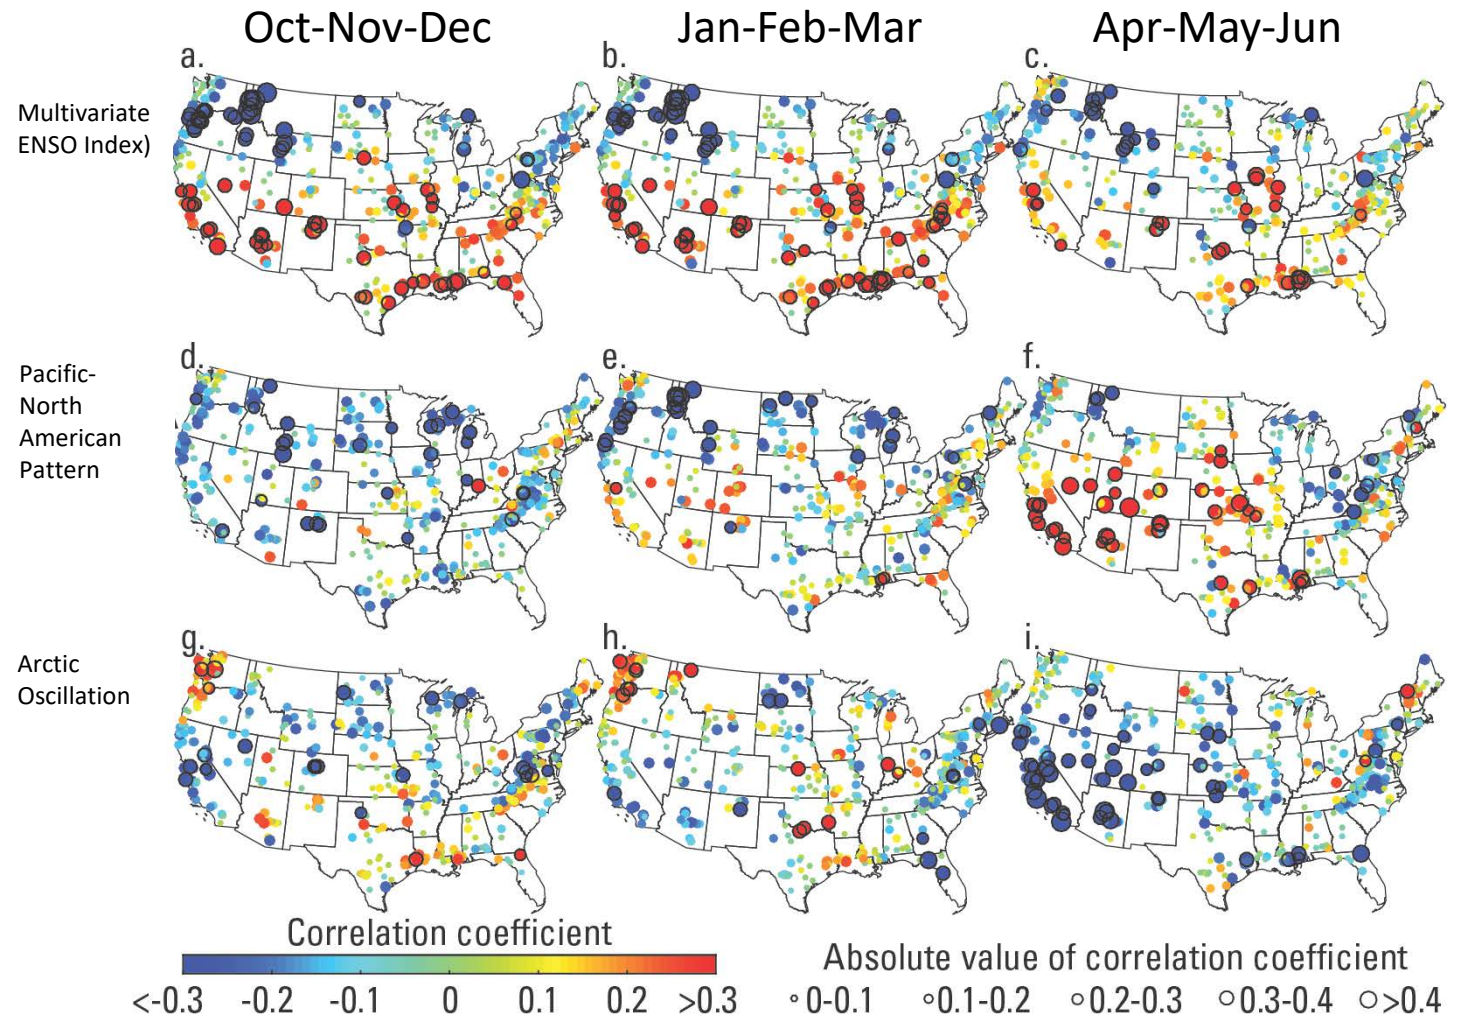 Oct-Nov-Dec
Jan-Feb-Mar
Apr-May-Jun
a.
b.
c.
Multivariate
ENSO Index)
d.
e.
f.
Pacific-
North
American
Pattern
g.
h.
i.
Arctic
Oscillation
Correlation coefficient
<-0.3 -0.2 -0.1 0 0.1 0.2 >0.3
Absolute value of correlation coefficient
0-0.1 0.1-0.2 0.2-0.3 0.3-0.4 >0.4